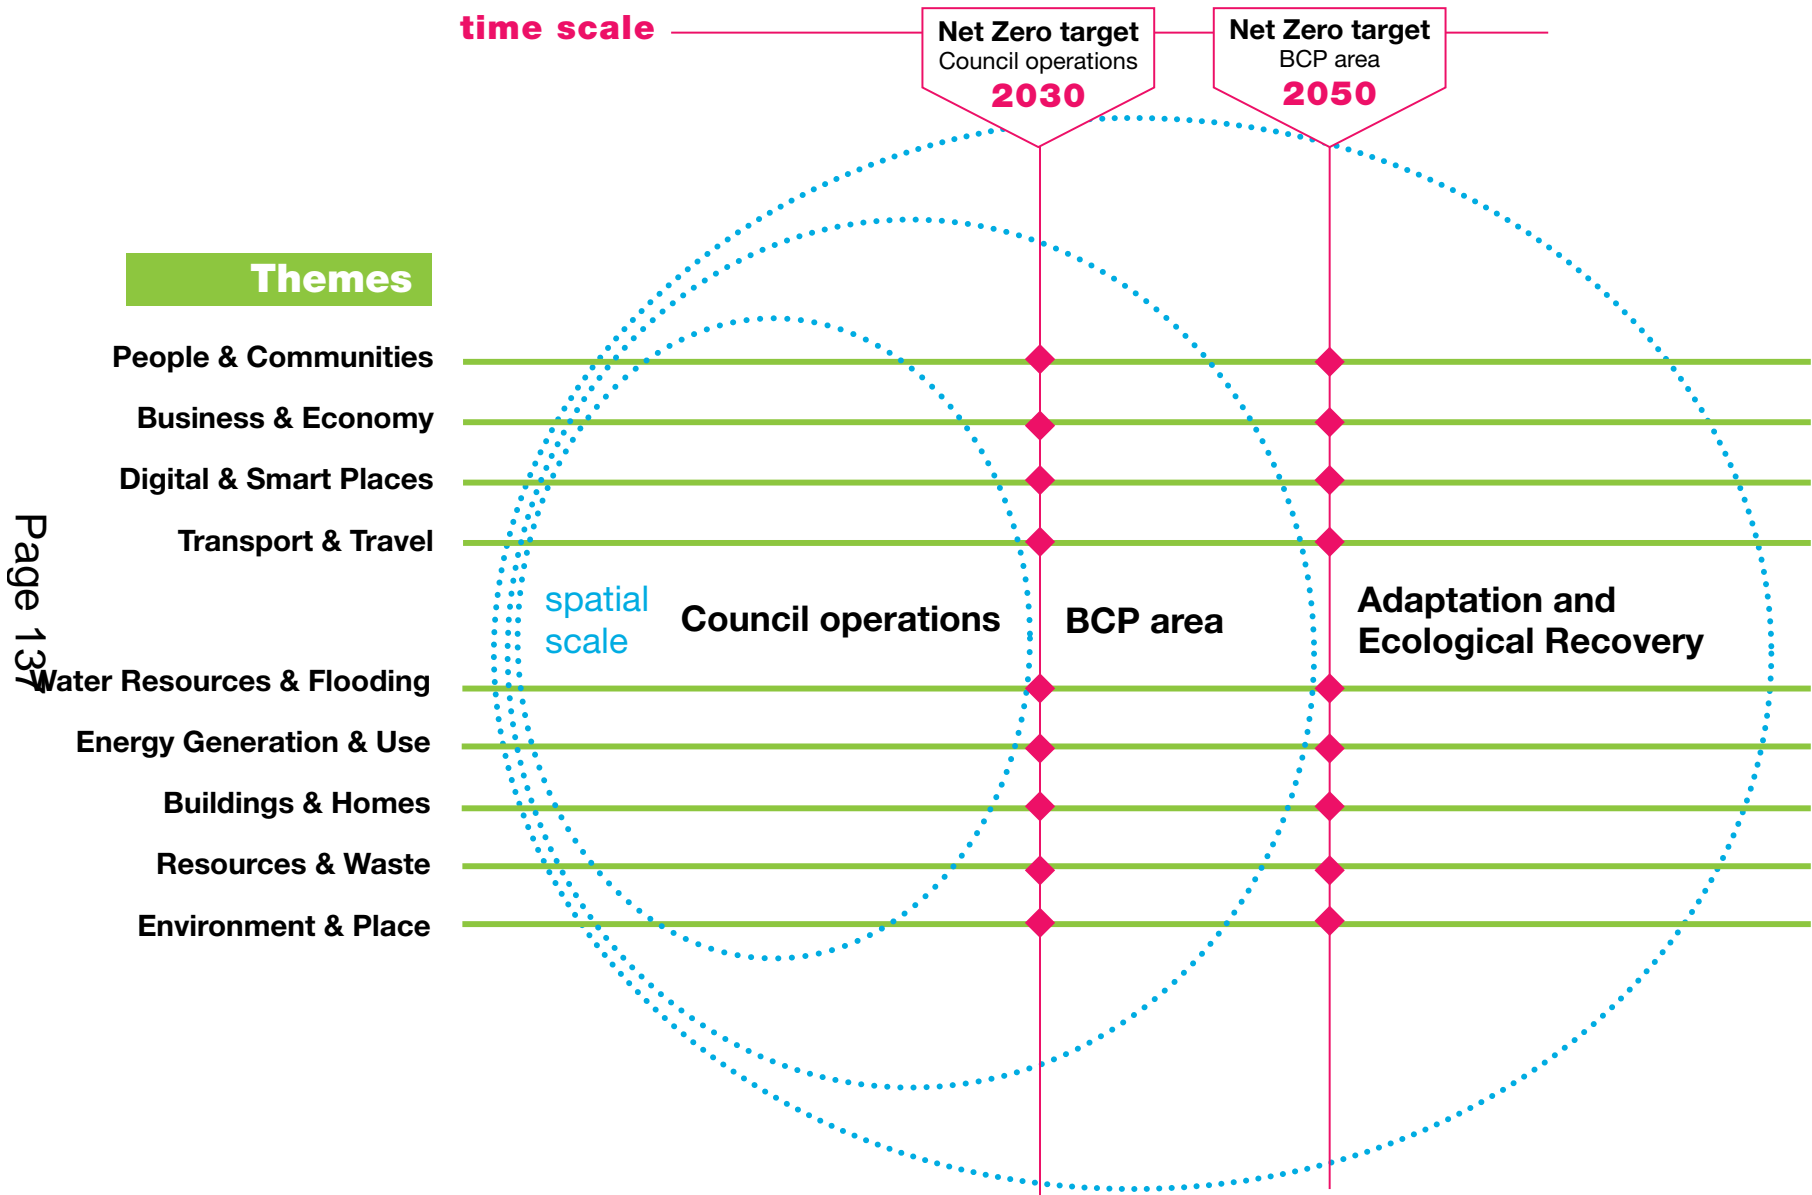 time scale
Net Zero target
Council operations
2030
Net Zero target
BCP area
2050
Themes
People & Communities
Business & Economy
Digital & Smart Places
Transport & Travel
spatial
scale
Council operations
BCP area
Adaptation and
Ecological Recovery
Water Resources & Flooding
Energy Generation & Use
Buildings & Homes
Resources & Waste
Environment & Place
Page 137